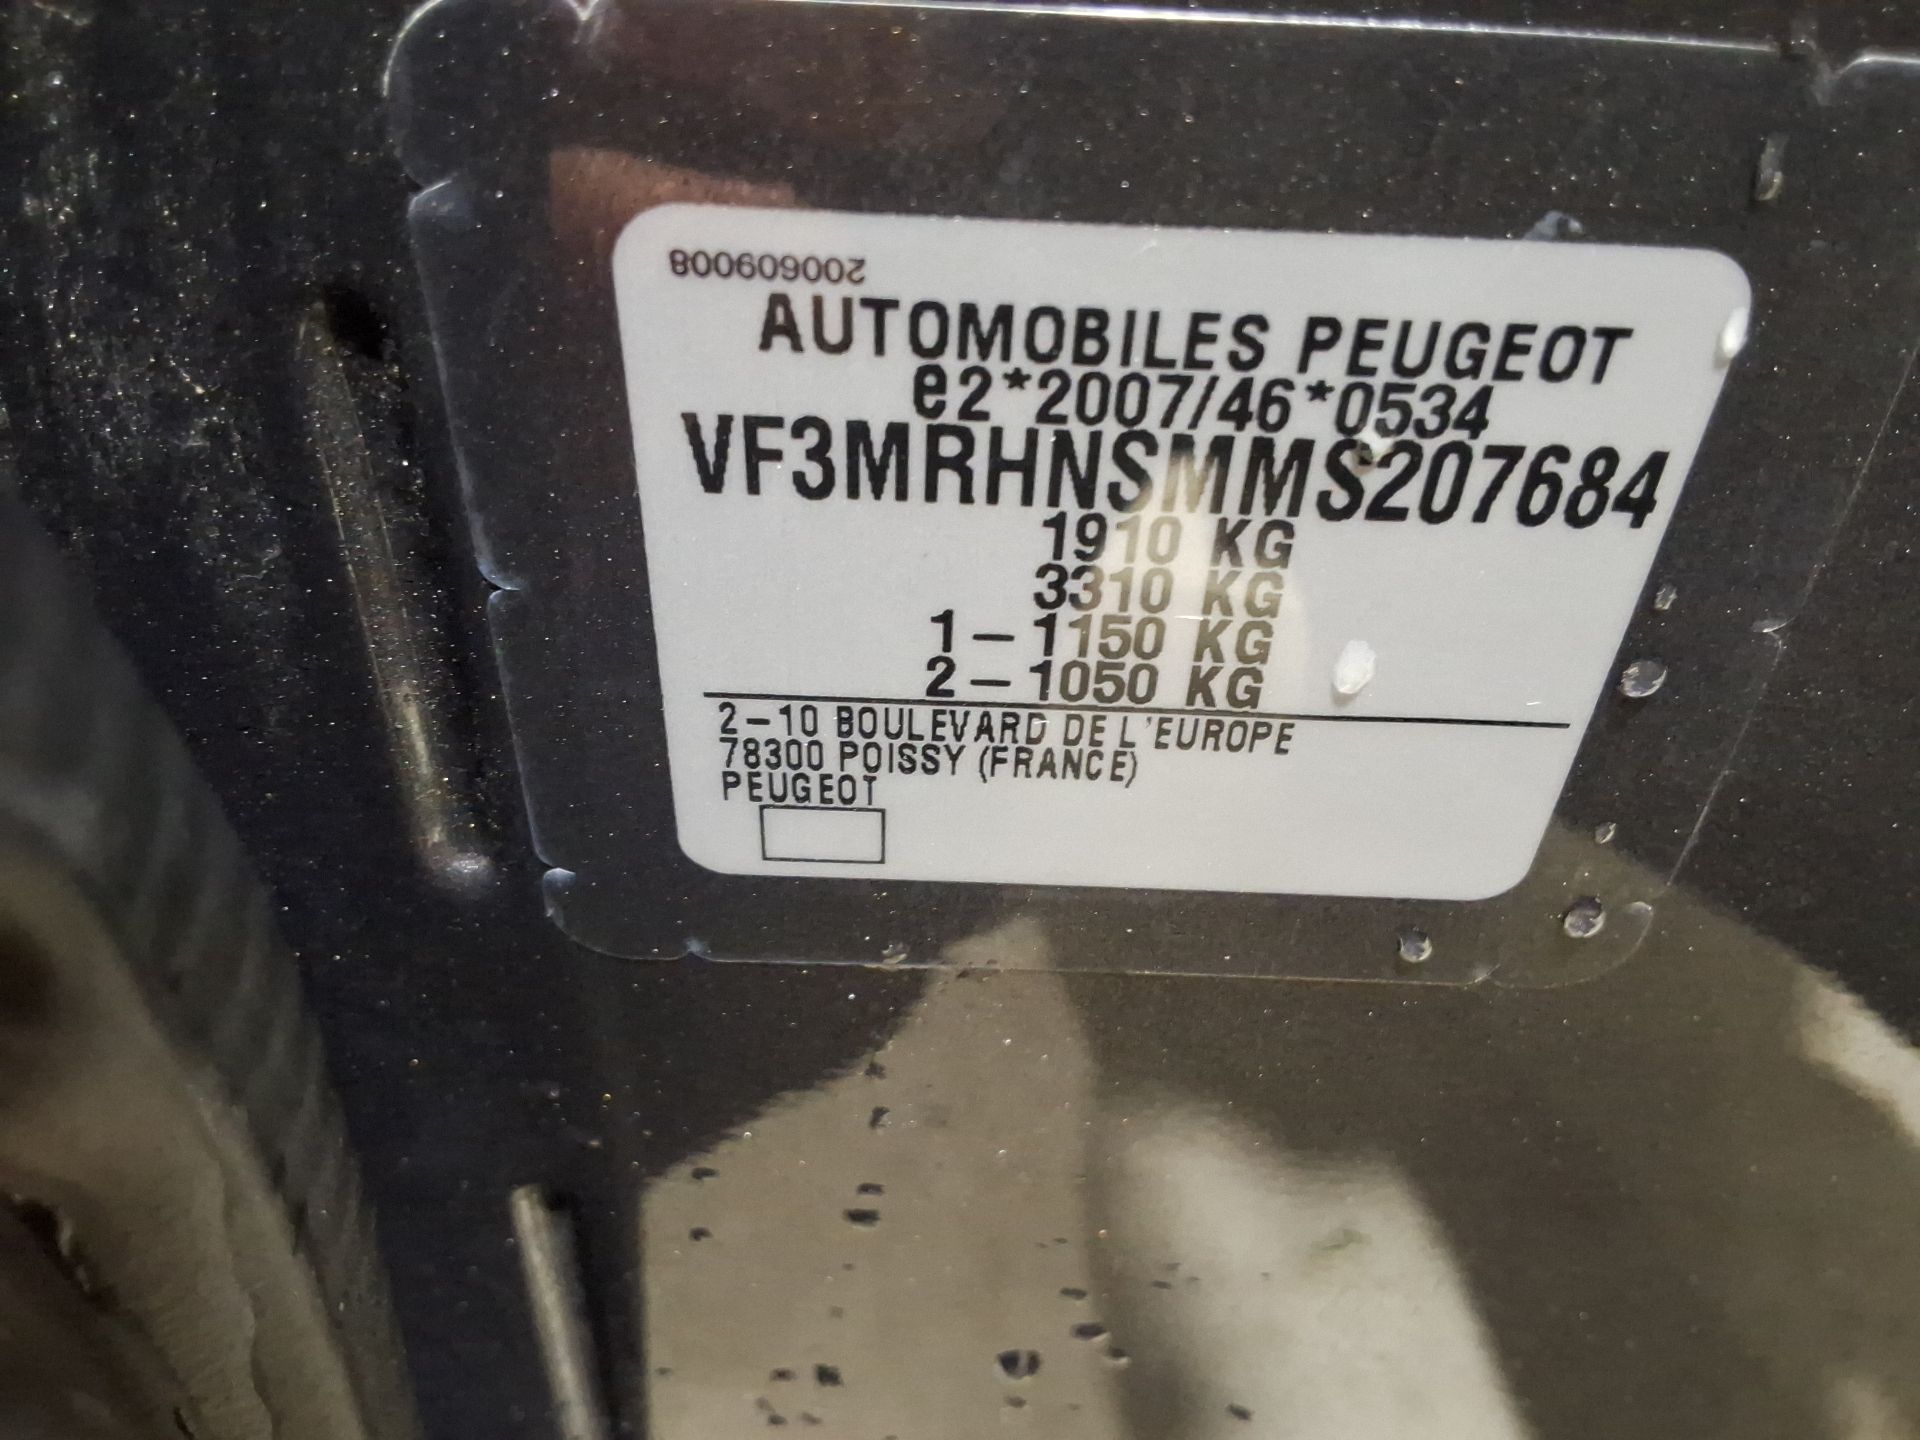 200609008
AUTOMOBILES PEUGEOT
e2*2007/46*0534
VF3MRHNSMMS207684
1910 KG
3310 KG
1-1150 KG
2-1050 KG
2-10 BOULEVARD DE L'EUROPE
78300 POISSY (FRANCE)
PEUGEOT